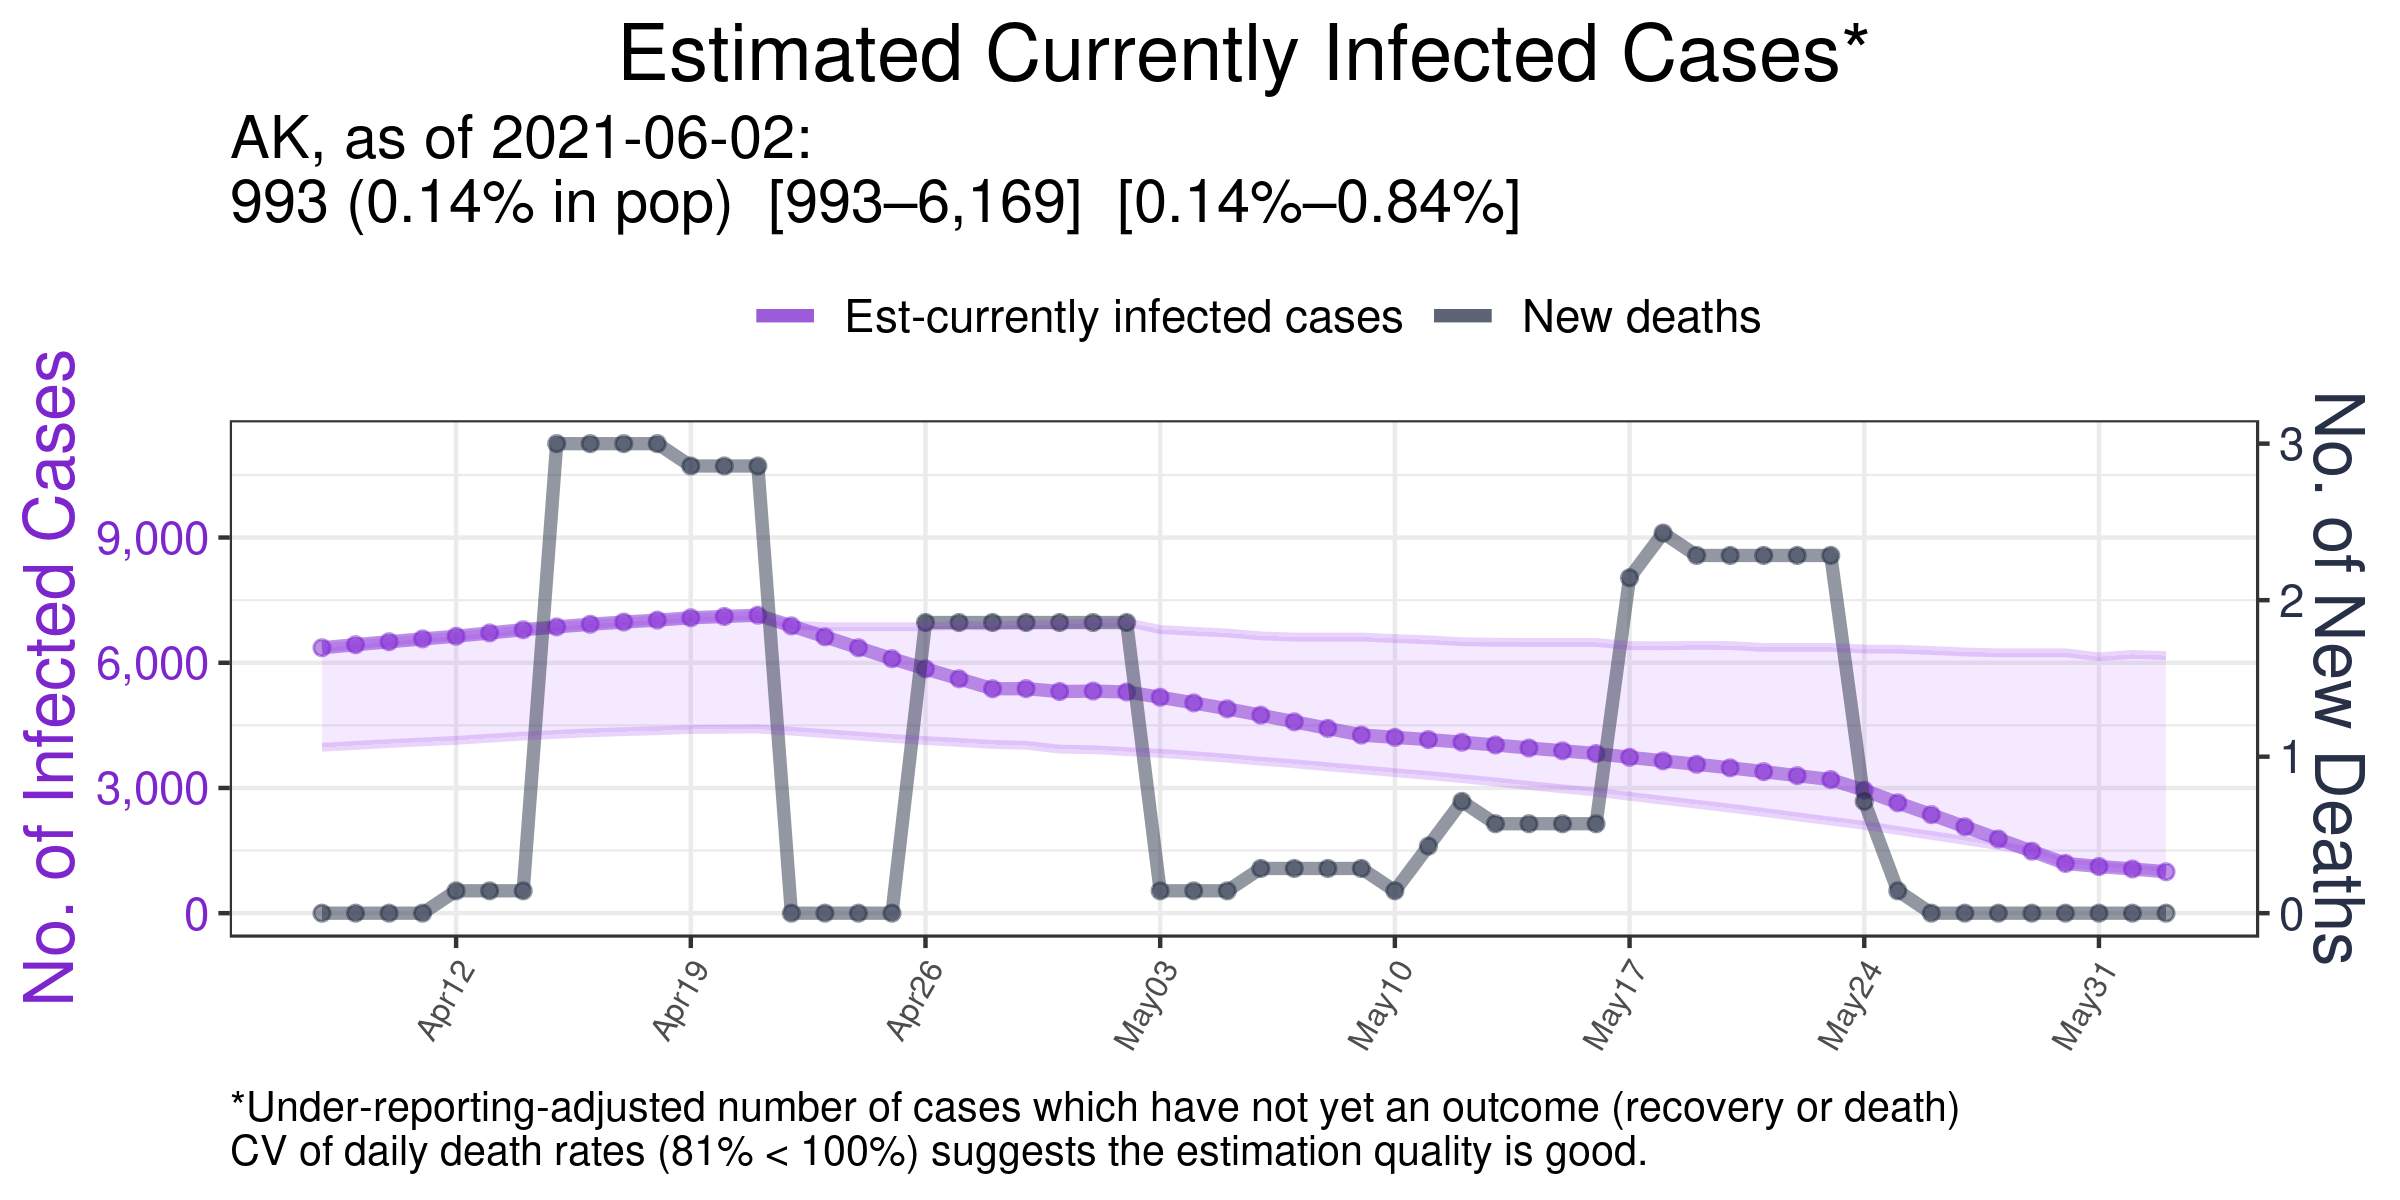 Estimated Currently Infected Cases*
AK, as of 2021-06-02:
993 (0.14% in pop)  [993–6,169]  [0.14%–0.84%]
Est-currently infected cases
New deaths
No. of Infected Cases
9,000
6,000
3,000
0
3
2
1
0
No. of New Deaths
Apr12
Apr19
Apr26
May03
May10
May17
May24
May31
*Under-reporting-adjusted number of cases which have not yet an outcome (recovery or death)
CV of daily death rates (81% < 100%) suggests the estimation quality is good.